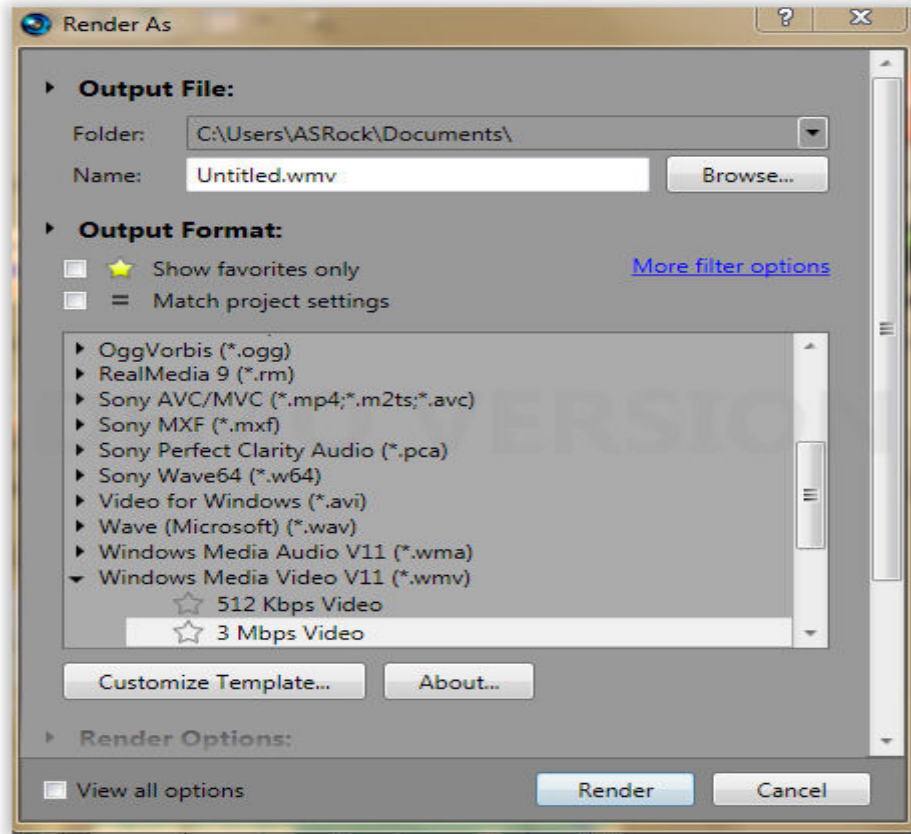 Render As
Output File:
Folder: C:\Users\ASRock\Documents\
Name: Untitled.wmv Browse...
Output Format:
Show favorites only More filter options
= Match project settings
OggVorbis (*.ogg)
RealMedia 9 (*.rm)
Sony AVC/MVC (*.mp4;*.m2ts;*.avc)
Sony MXF (*.mxf)
Sony Perfect Clarity Audio (*.pca)
Sony Wave64 (*.w64)
Video for Windows (*.avi)
Wave (Microsoft) (*.wav)
Windows Media Audio V11 (*.wma)
Windows Media Video V11 (*.wmv)
512 Kbps Video
3 Mbps Video
VERSION
Customize Template... About...
Render Options:
View all options Render Cancel